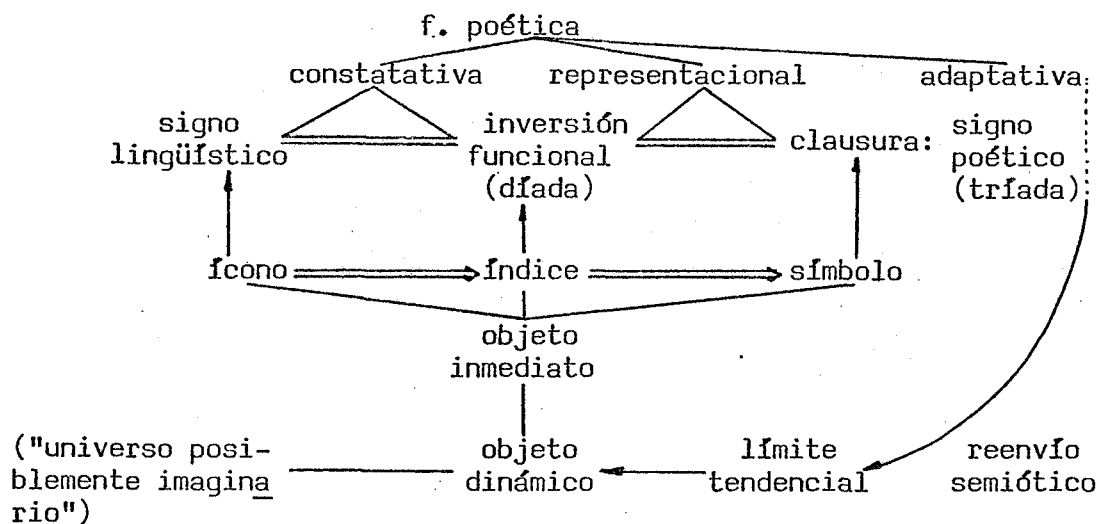 f. poética
constatativa representacional adaptativa:
signo lingüístico
inversión funcional (díada)
clausura:
signo poético (tríada)
ícono índice símbolo
objeto
inmediato
("universo posi-
blemente imagina
rio")
objeto
dinámico
límite
tendencial
reenvío
semiótico